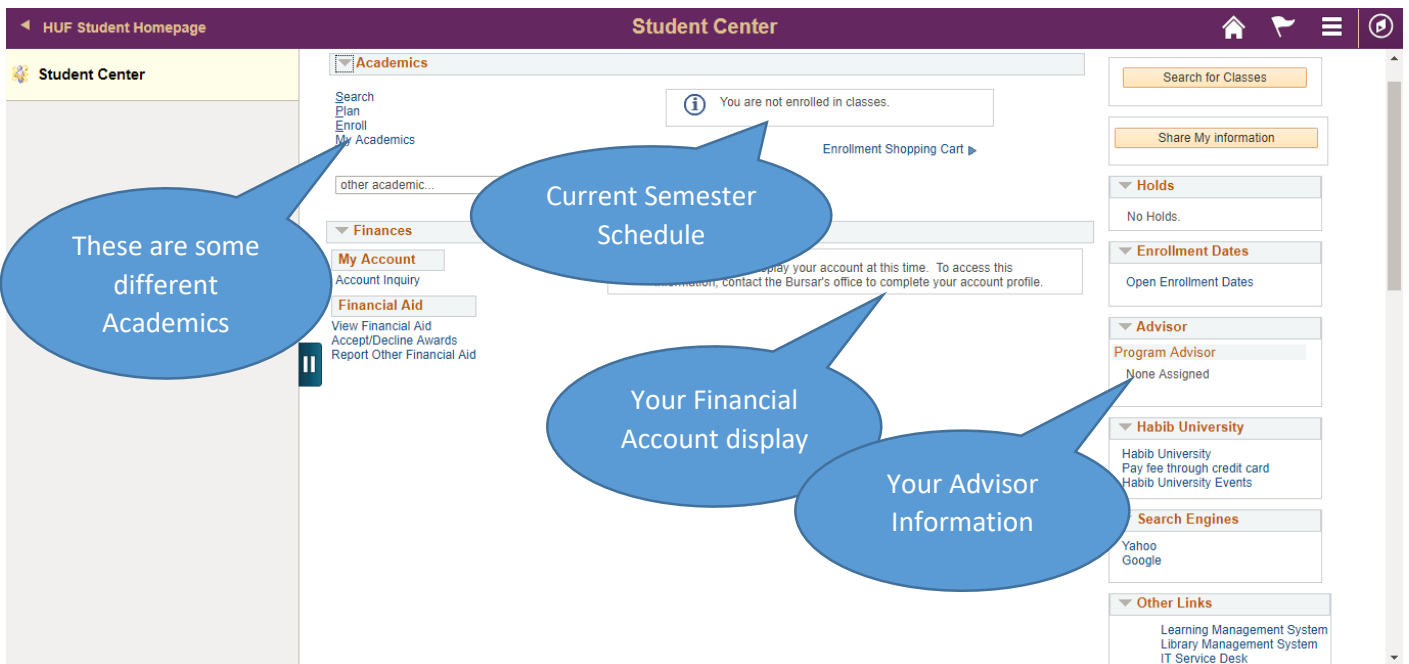 HUF Student Homepage
Student Center
Student Center
Academics
Search
Plan
Enroll
My Academics
You are not enrolled in classes.
Enrollment Shopping Cart
other academic...
These are some
different
Academics
Current Semester
Schedule
Finances
My Account
Account Inquiry
Financial Aid
View Financial Aid
Accept/Decline Awards
Report Other Financial Aid
your account at this time. To access this
contact the Bursar's office to complete your account profile.
Your Financial
Account display
Your Advisor
Information
Search for Classes
Share My information
Holds
No Holds.
Enrollment Dates
Open Enrollment Dates
Advisor
Program Advisor
None Assigned
Habib University
Habib University
Pay fee through credit card
Habib University Events
Search Engines
Yahoo
Google
Other Links
Learning Management System
Library Management System
IT Service Desk